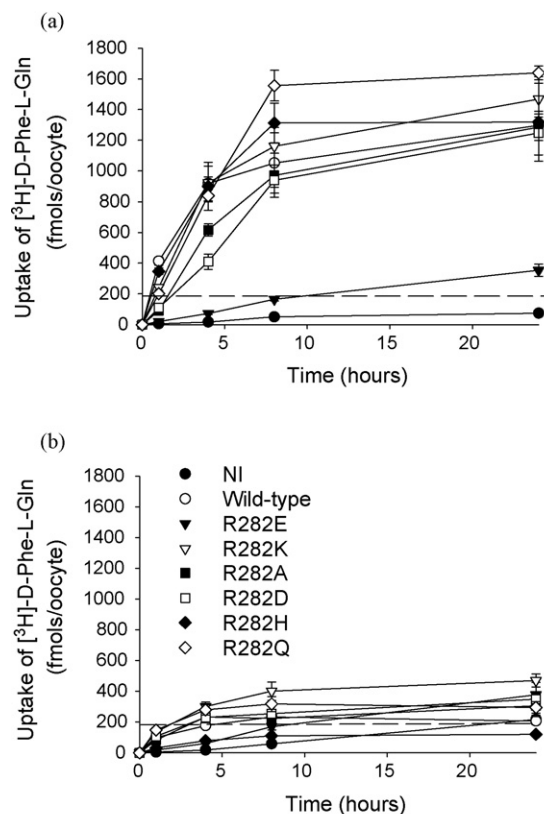 (a)
Uptake of [³H]-D-Phe-L-Gln
(fmols/oocyte)
1800
1600
1400
1200
1000
800
600
400
200
0
0 5 10 15 20
Time (hours)
(b)
Uptake of [³H]-D-Phe-L-Gln
(fmols/oocyte)
1800
1600
1400
1200
1000
800
600
400
200
0
NI
Wild-type
R282E
R282K
R282A
R282D
R282H
R282Q
0 5 10 15 20
Time (hours)